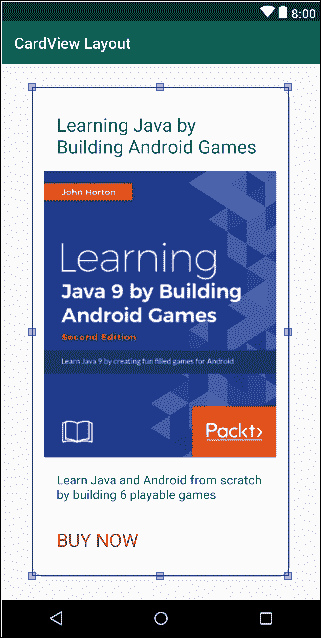 8:00
CardView Layout
Learning Java by
Building Android Games
John Horton
Learning
Java 9 by Building
Android Games
Second Edition
Learn Java 9 by creating fun filled games for Android
Packt>
Learn Java and Android from scratch
by building 6 playable games
BUY NOW